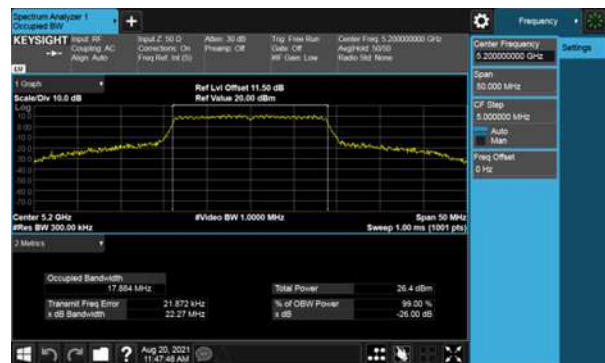 Spectrum Analyzer 1
Occupied BW
+
Frequency
KEYSIGHT
Input: RF
Coupling: AC
Align: Auto
Input Z: 50 Ω
Corrections: On
Freq Ref: Int (S)
Atten: 30 dB
Preamp: Off
Trig: Free Run
Gate: Off
#IF Gain: Low
Center Freq: 5.200000000 GHz
Avg|Hold: 50/50
Radio Std: None
Center Frequency
5.200000000 GHz
Settings
Span
50.000 MHz
CF Step
5.000000 MHz
Auto
Man
Freq Offset
0 Hz
1 Graph
Scale/Div 10.0 dB
Ref Lvl Offset 11.50 dB
Ref Value 20.00 dBm
Log
10.0
0.00
-10.0
-20.0
-30.0
-40.0
-50.0
-60.0
-70.0
Center 5.2 GHz
#Res BW 300.00 kHz
#Video BW 1.0000 MHz
Span 50 MHz
Sweep 1.00 ms (1001 pts)
2 Metrics
Occupied Bandwidth
17.884 MHz
Total Power
26.4 dBm
Transmit Freq Error
21.872 kHz
% of OBW Power
99.00 %
x dB Bandwidth
22.27 MHz
x dB
-26.00 dB
?
Aug 20, 2021
11:47:48 AM